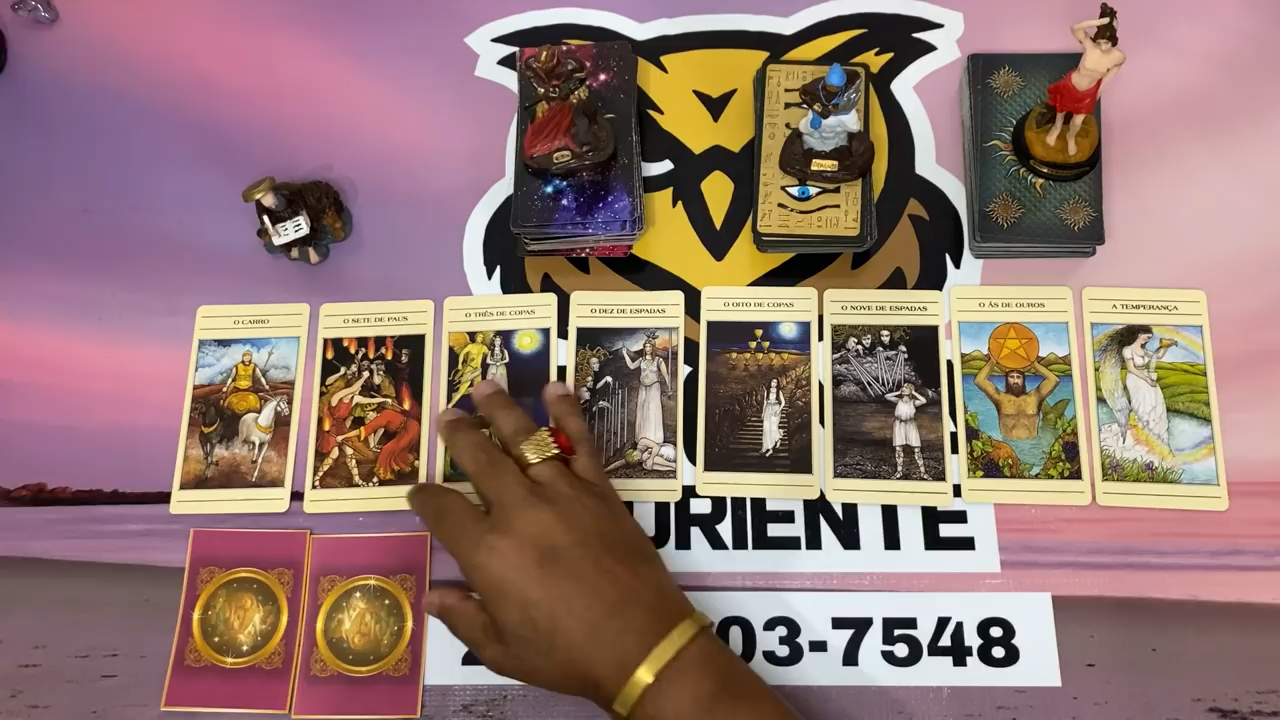 O CARRO
O SETE DE PAUS
O TRÊS DE COPAS
O DEZ DE ESPADAS
O OITO DE COPAS
O NOVE DE ESPADAS
O ÁS DE OUROS
A TEMPERANÇA
ORIENTE
03-7548